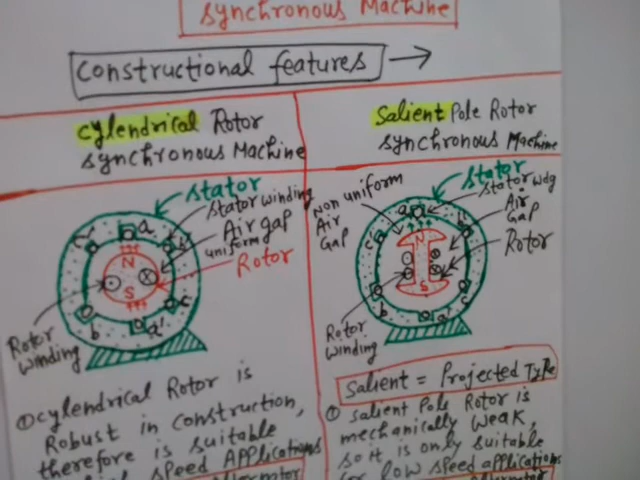 synchronous Machine
constructional features →
cylendrical Rotor
synchronous Machine
stator
stator winding
Air gap
uniform
Rotor
a
c'
b'
N
S
c
b
a'
Rotor
winding
① cylendrical Rotor is
Robust in construction,
therefore is suitable
speed Applications
Salient Pole Rotor
synchronous Machine
stator
stator wdg
Non uniform
Air
Gap
Air
Gap
Rotor
a
c'
b'
N
S
c
b
a'
Rotor
winding
Salient = Projected Type
① salient Pole Rotor is
mechanically weak,
so it is only suitable
for low speed applications